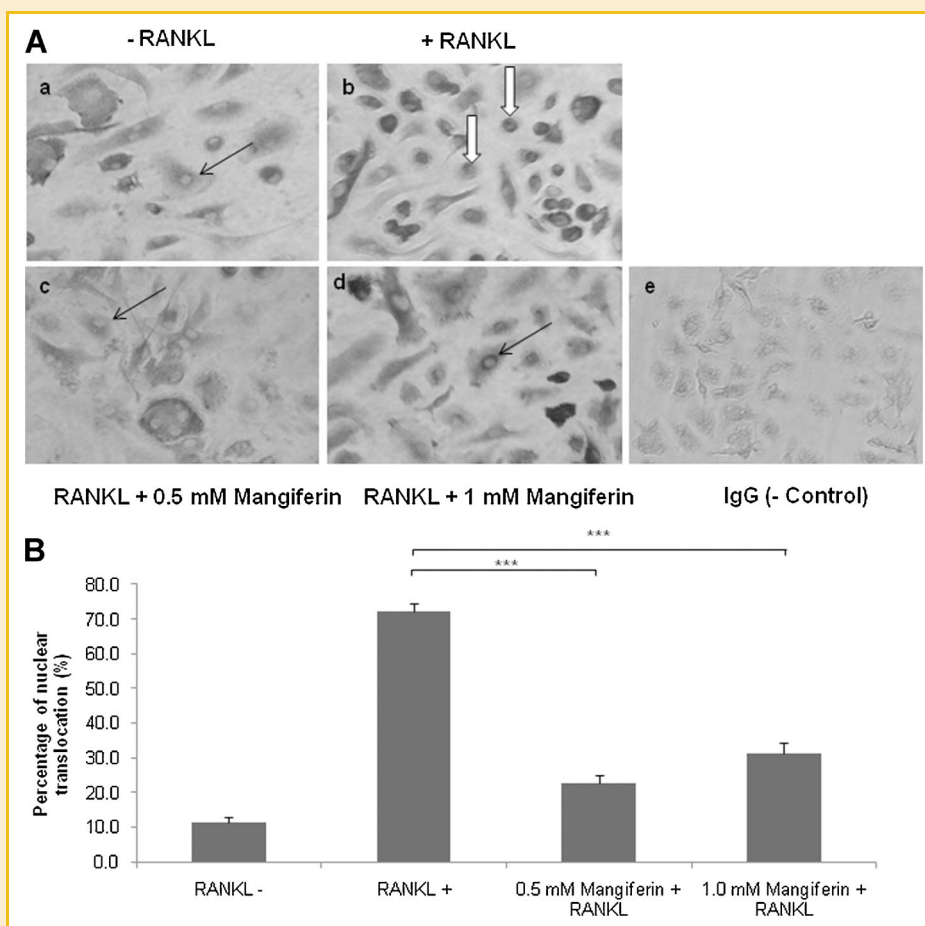 A
- RANKL
+ RANKL
a
b
c
d
e
RANKL + 0.5 mM Mangiferin
RANKL + 1 mM Mangiferin
IgG (- Control)
B
***
***
Percentage of nuclear
translocation (%)
80.0
70.0
60.0
50.0
40.0
30.0
20.0
10.0
0.0
RANKL -
RANKL +
0.5 mM Mangiferin +
RANKL
1.0 mM Mangiferin +
RANKL